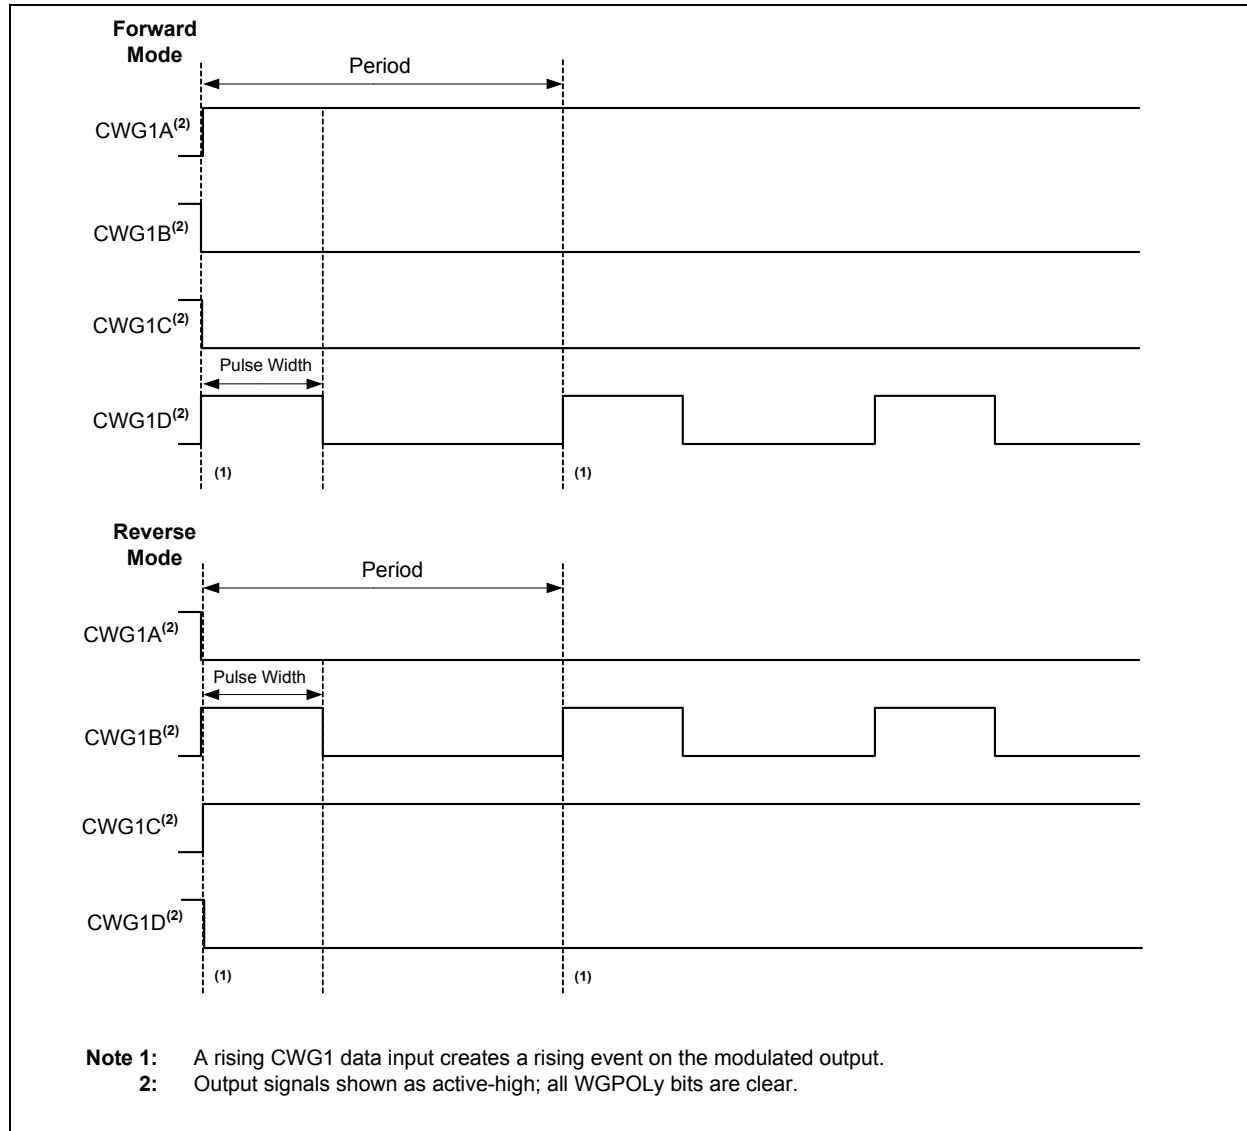 Forward
Mode
Period
CWG1A(2)
CWG1B(2)
CWG1C(2)
Pulse Width
CWG1D(2)
(1)
(1)
Reverse
Mode
Period
CWG1A(2)
Pulse Width
CWG1B(2)
CWG1C(2)
CWG1D(2)
(1)
(1)
Note 1: A rising CWG1 data input creates a rising event on the modulated output.
2: Output signals shown as active-high; all WGPOLy bits are clear.